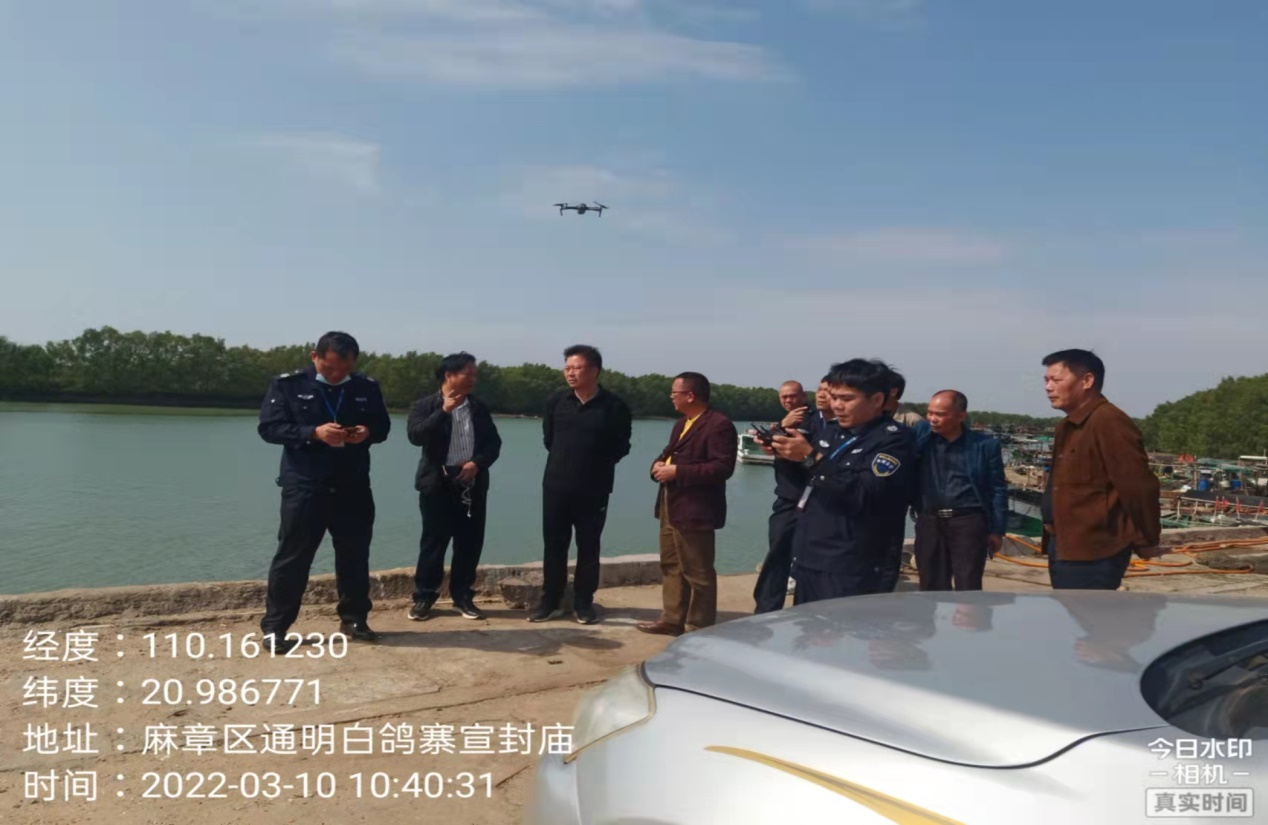 经度：110.161230
纬度：20.986771
地址：麻章区通明白鸽寨宣封庙
时间：2022-03-10 10:40:31
今日水印
相机
真实时间